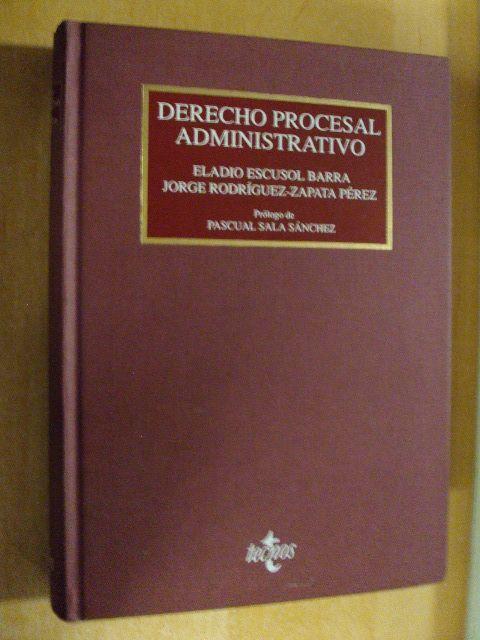 DERECHO PROCESAL
ADMINISTRATIVO
ELADIO ESCUSOL BARRA
JORGE RODRÍGUEZ-ZAPATA PÉREZ
Prólogo de
PASCUAL SALA SÁNCHEZ
tecnos